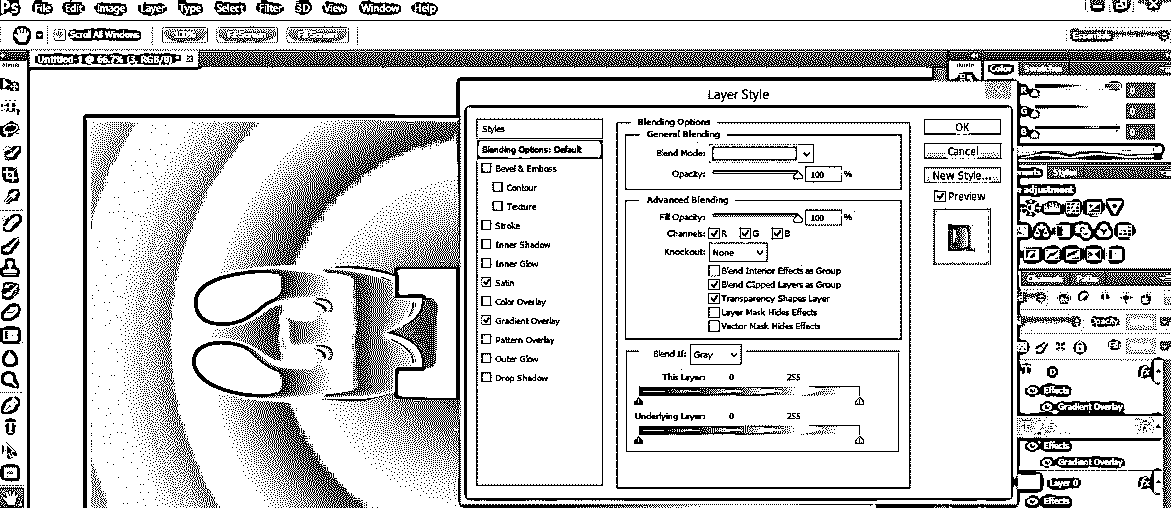 Ps File Edit Image Layer Type Select Filter 3D View Window Help
Scroll All Windows
Untitled-1 @ 66.7% (3, RGB/8) *
Color
Layer Style
Styles
Blending Options: Default
Bevel & Emboss
Contour
Texture
Stroke
Inner Shadow
Inner Glow
Satin
Color Overlay
Gradient Overlay
Pattern Overlay
Outer Glow
Drop Shadow
Blending Options
General Blending
Blend Mode:
Opacity: 100 %
Advanced Blending
Fill Opacity: 100 %
Channels: R G B
Knockout: None
Blend Interior Effects as Group
Blend Clipped Layers as Group
Transparency Shapes Layer
Layer Mask Hides Effects
Vector Mask Hides Effects
Blend If: Gray
This Layer: 0 255
Underlying Layer: 0 255
OK
Cancel
New Style...
Preview
R
G
B
Styles
adjustment
Effects
Gradient Overlay
Effects
Gradient Overlay
Layer 0 fx
Effects